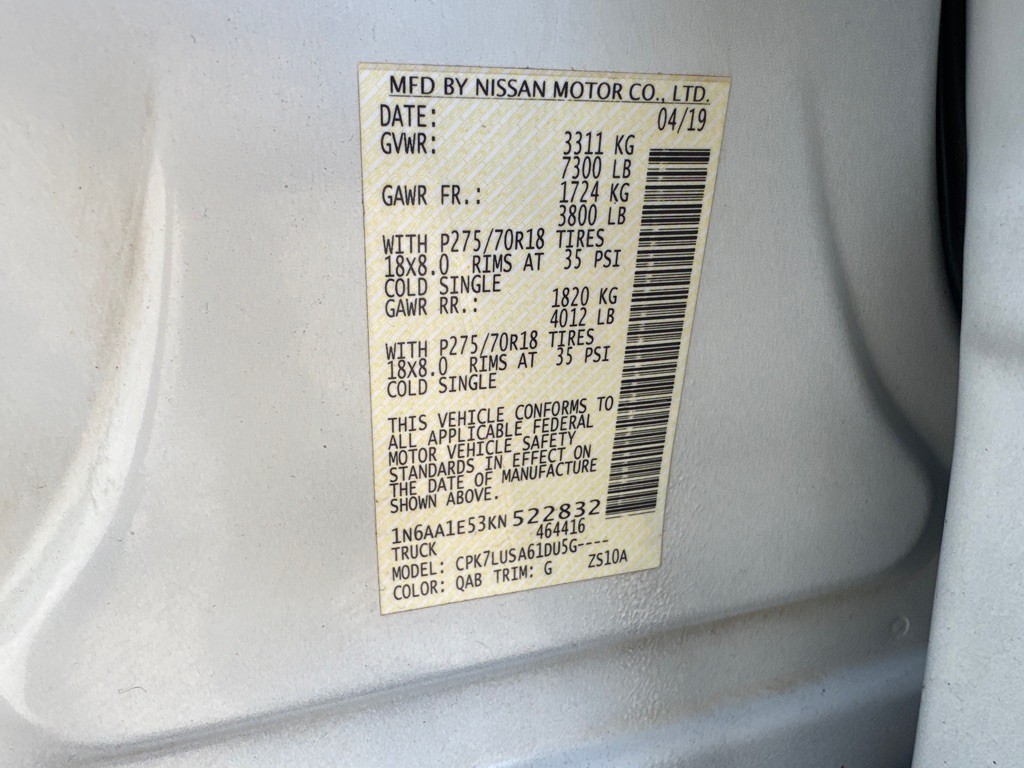 MFD BY NISSAN MOTOR CO., LTD.
DATE: 04/19
GVWR: 3311 KG
7300 LB
GAWR FR.: 1724 KG
3800 LB
WITH P275/70R18 TIRES
18X8.0 RIMS AT 35 PSI
COLD SINGLE
GAWR RR.: 1820 KG
4012 LB
WITH P275/70R18 TIRES
18X8.0 RIMS AT 35 PSI
COLD SINGLE
THIS VEHICLE CONFORMS TO
ALL APPLICABLE FEDERAL
MOTOR VEHICLE SAFETY
STANDARDS IN EFFECT ON
THE DATE OF MANUFACTURE
SHOWN ABOVE.
1N6AA1E53KN522832
TRUCK 464416
MODEL: CPK7LUSA61DU5G----
COLOR: QAB TRIM: G ZS10A